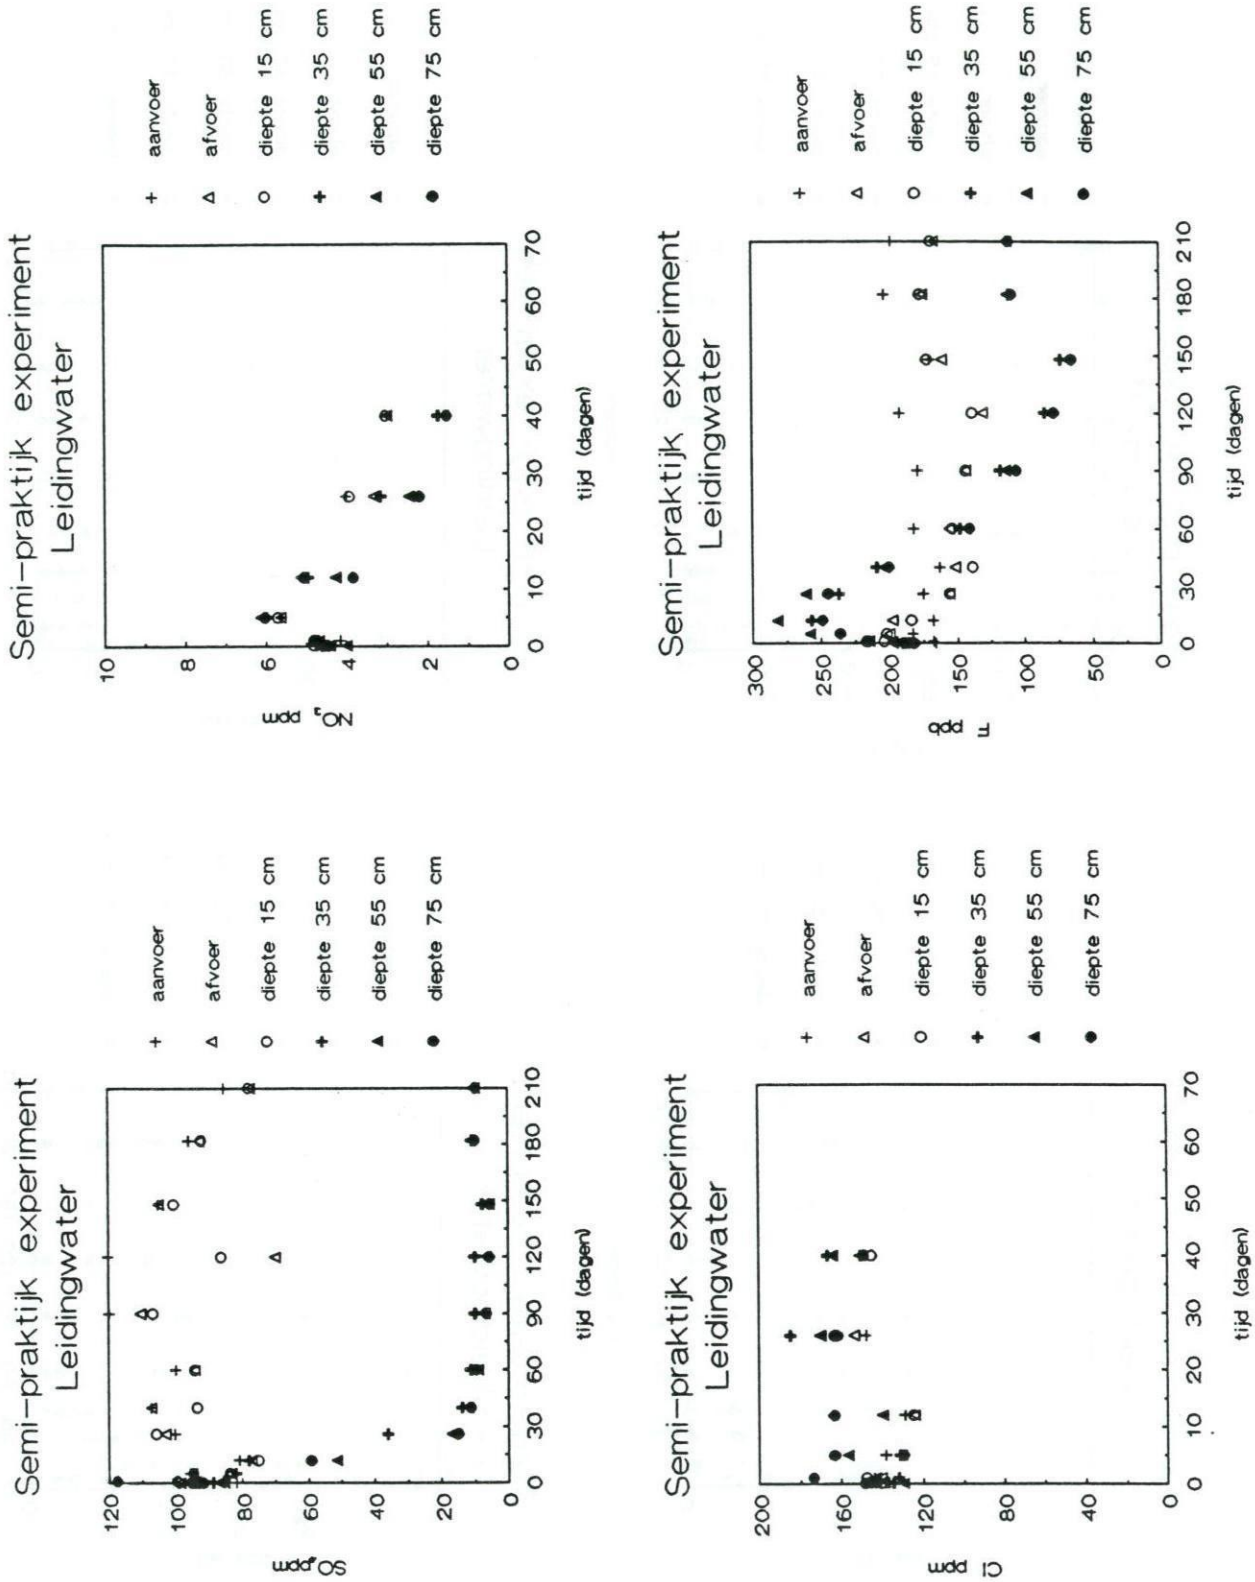 Semi-praktijk experiment
Leidingwater
SO₄ ppm
120
100
80
60
40
20
0
0 30 60 90 120 150 180 210
tijd (dagen)
aanvoer
afvoer
diepte 15 cm
diepte 35 cm
diepte 55 cm
diepte 75 cm
Semi-praktijk experiment
Leidingwater
NO₃ ppm
10
8
6
4
2
0
0 10 20 30 40 50 60 70
tijd (dagen)
aanvoer
afvoer
diepte 15 cm
diepte 35 cm
diepte 55 cm
diepte 75 cm
Semi-praktijk experiment
Leidingwater
Cl ppm
200
160
120
80
40
0
0 10 20 30 40 50 60 70
tijd (dagen)
aanvoer
afvoer
diepte 15 cm
diepte 35 cm
diepte 55 cm
diepte 75 cm
Semi-praktijk experiment
Leidingwater
F ppb
300
250
200
150
100
50
0
0 30 60 90 120 150 180 210
tijd (dagen)
aanvoer
afvoer
diepte 15 cm
diepte 35 cm
diepte 55 cm
diepte 75 cm